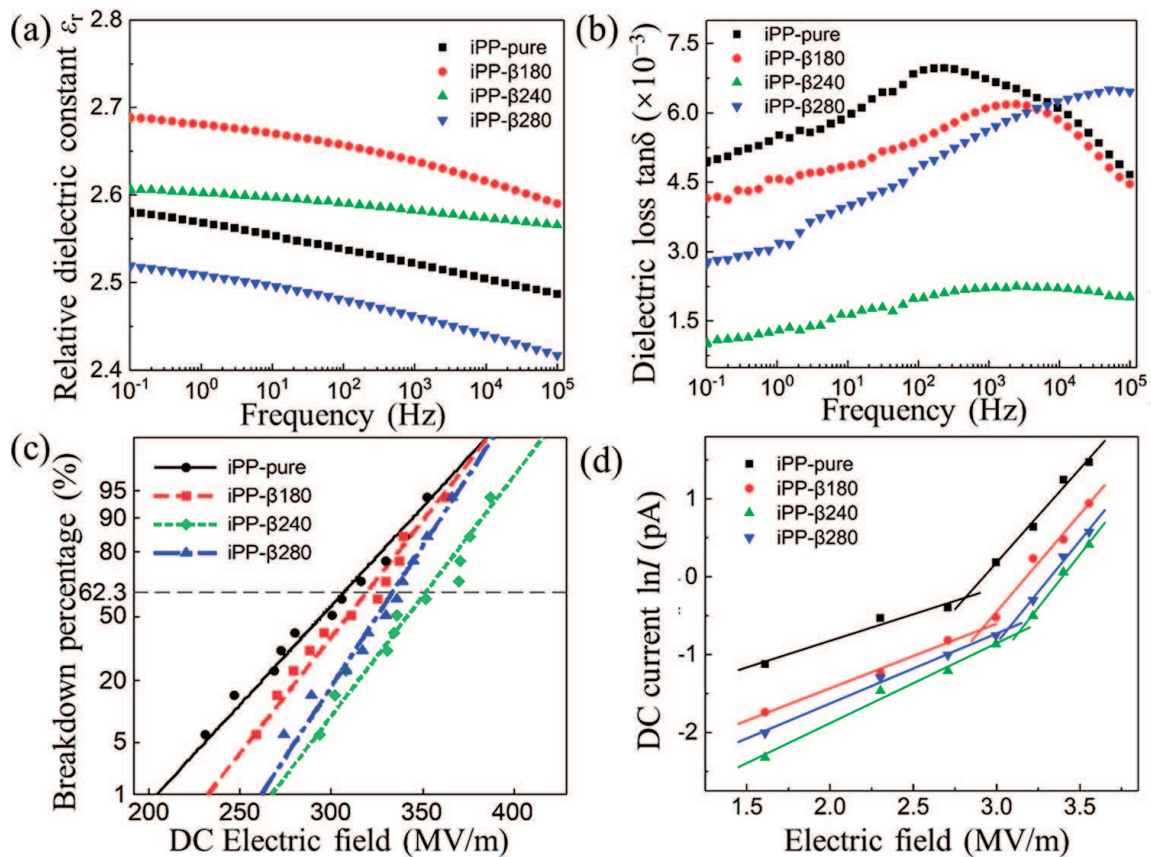 (a)
Relative dielectric constant εr
2.8
2.7
2.6
2.5
2.4
iPP-pure
iPP-β180
iPP-β240
iPP-β280
10⁻¹ 10⁰ 10¹ 10² 10³ 10⁴ 10⁵
Frequency (Hz)
(b)
Dielectric loss tanδ (×10⁻³)
7.5
6.0
4.5
3.0
1.5
iPP-pure
iPP-β180
iPP-β240
iPP-β280
10⁻¹ 10⁰ 10¹ 10² 10³ 10⁴ 10⁵
Frequency (Hz)
(c)
Breakdown percentage (%)
95
90
80
62.3
50
20
5
1
iPP-pure
iPP-β180
iPP-β240
iPP-β280
200 250 300 350 400
DC Electric field (MV/m)
(d)
DC current lnI (pA)
1
0
-1
-2
iPP-pure
iPP-β180
iPP-β240
iPP-β280
1.5 2.0 2.5 3.0 3.5
Electric field (MV/m)